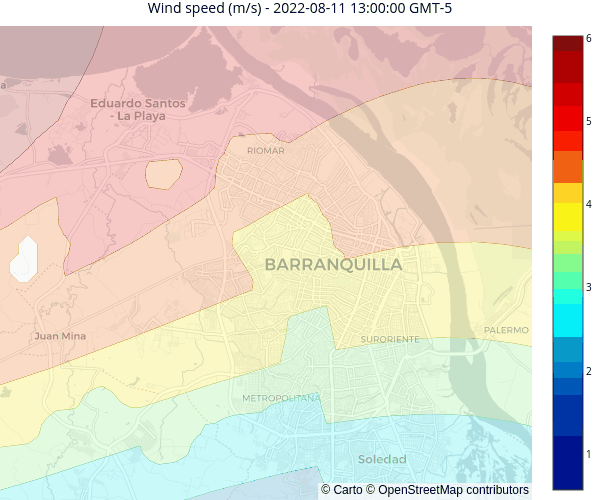 Wind speed (m/s) - 2022-08-11 13:00:00 GMT-5
6
5
4
3
2
1
a
Eduardo Santos
- La Playa
RIOMAR
BARRANQUILLA
Juan Mina
PALERMO
SURORIENTE
METROPOLITANA
Soledad
© Carto © OpenStreetMap contributors